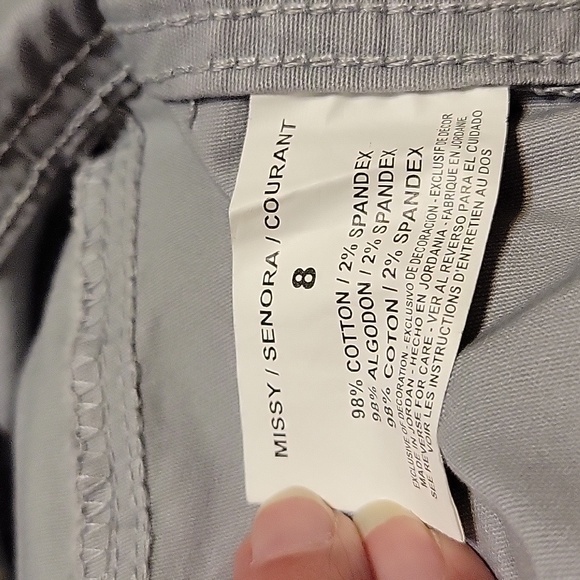 MISSY / SENORA / COURANT
8
98% COTTON / 2% SPANDEX
98% ALGODON / 2% SPANDEX
98% COTON / 2% SPANDEX
EXCLUSIVE OF DECORATION - EXCLUSIVO DE DECORACION - EXCLUSIF DE DECOR
MADE IN JORDAN - HECHO EN JORDANIA - FABRIQUE EN JORDANIE
SEE REVERSE FOR CARE - VER AL REVERSO PARA EL CUIDADO
VOIR LES INSTRUCTIONS D'ENTRETIEN AU DOS